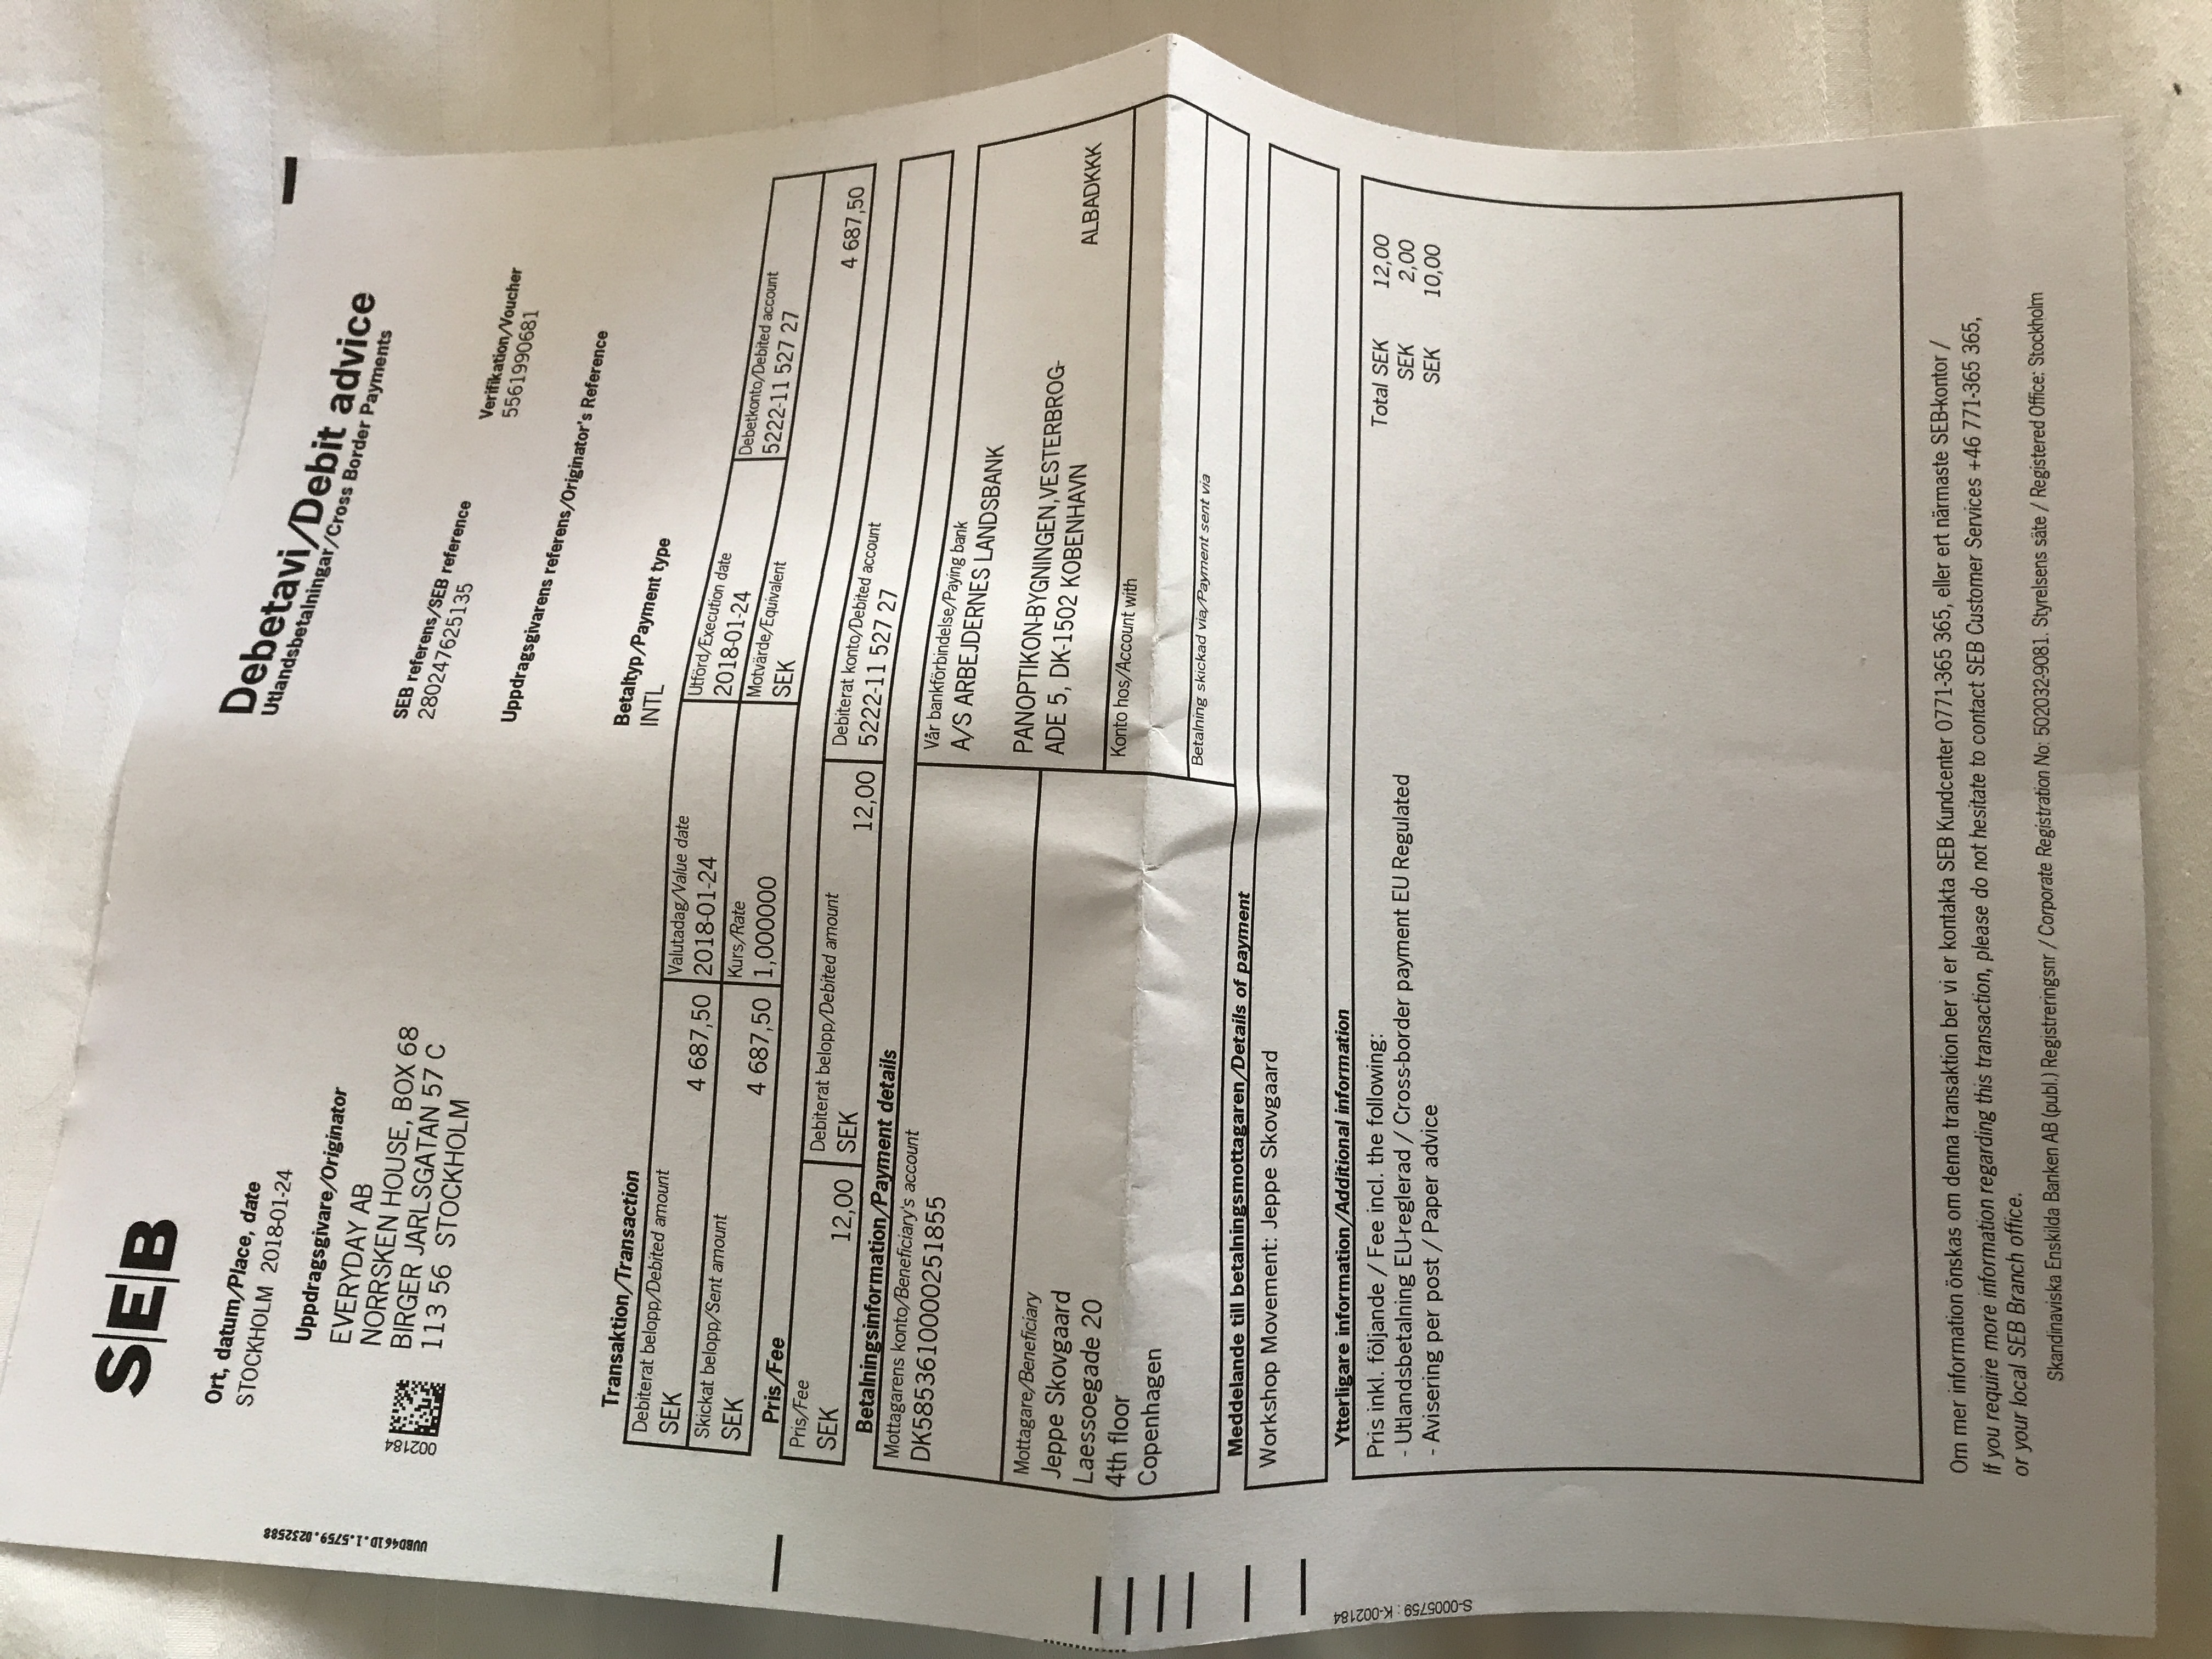 S|E|B
Ort, datum/Place, date
STOCKHOLM 2018-01-24
Uppdragsgivare/Originator
EVERYDAY AB
NORRSKEN HOUSE, BOX 68
BIRGER JARLSGATAN 57 C
113 56 STOCKHOLM
UUBD461D.1.5759.0232588
002184
Debetavi/Debit advice
Utlandsbetalningar/Cross Border Payments
SEB referens/SEB reference
280247625135
Verifikation/Voucher
5561990681
Uppdragsgivarens referens/Originator's Reference
Betaltyp/Payment type
INTL
Transaktion/Transaction
Debiterat belopp/Debited amount
SEK 4 687,50
Valutadag/Value date
2018-01-24
Utförd/Execution date
2018-01-24
Debetkonto/Debited account
5222-11 527 27
Skickat belopp/Sent amount
SEK 4 687,50
Kurs/Rate
1,000000
Motvärde/Equivalent
SEK 4 687,50
Pris/Fee
Pris/Fee
SEK 12,00
Debiterat belopp/Debited amount
SEK 12,00
Debiterat konto/Debited account
5222-11 527 27
Betalningsinformation/Payment details
Mottagarens konto/Beneficiary's account
DK5853610000251855
Vår bankförbindelse/Paying bank
A/S ARBEJDERNES LANDSBANK
PANOPTIKON-BYGNINGEN,VESTERBROG-
ADE 5, DK-1502 KOBENHAVN
ALBADKKK
Mottagare/Beneficiary
Jeppe Skovgaard
Laessoegade 20
4th floor
Copenhagen
Konto hos/Account with
Betalning skickad via/Payment sent via
Meddelande till betalningsmottagaren/Details of payment
Workshop Movement: Jeppe Skovgaard
Ytterligare information/Additional information
Pris inkl. följande / Fee incl. the following: Total SEK 12,00
- Utlandsbetalning EU-reglerad / Cross-border payment EU Regulated SEK 2,00
- Avisering per post / Paper advice SEK 10,00
S-0005759 : K-002184
Om mer information önskas om denna transaktion ber vi er kontakta SEB Kundcenter 0771-365 365, eller ert närmaste SEB-kontor /
If you require more information regarding this transaction, please do not hesitate to contact SEB Customer Services +46 771-365 365,
or your local SEB Branch office.
Skandinaviska Enskilda Banken AB (publ.) Registreringsnr / Corporate Registration No: 502032-9081. Styrelsens säte / Registered Office: Stockholm